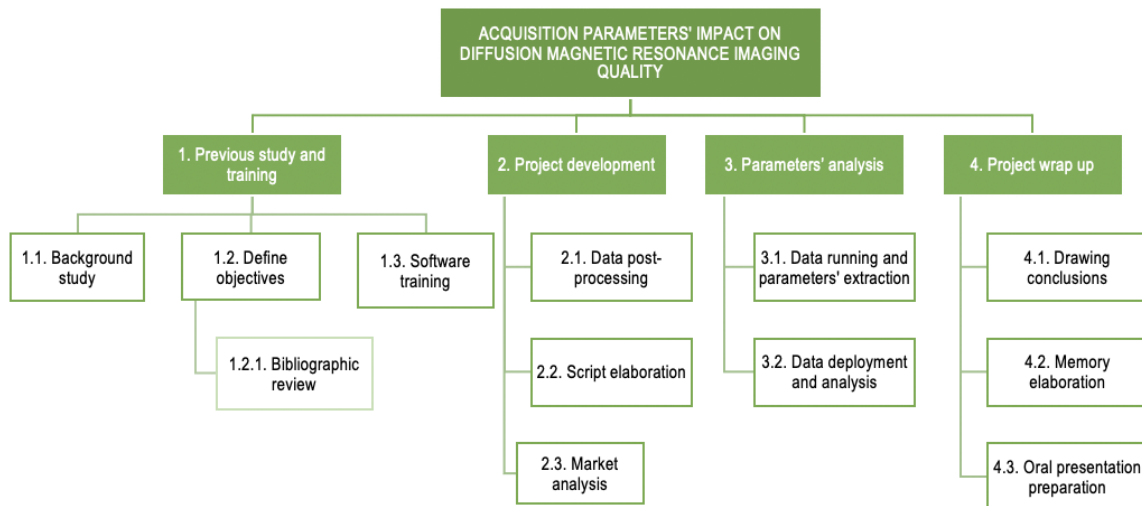 ACQUISITION PARAMETERS' IMPACT ON
DIFFUSION MAGNETIC RESONANCE IMAGING
QUALITY
1. Previous study and
training
2. Project development
3. Parameters' analysis
4. Project wrap up
1.1. Background
study
1.2. Define
objectives
1.3. Software
training
2.1. Data post-
processing
3.1. Data running and
parameters' extraction
4.1. Drawing
conclusions
1.2.1. Bibliographic
review
2.2. Script elaboration
3.2. Data deployment
and analysis
4.2. Memory
elaboration
2.3. Market
analysis
4.3. Oral presentation
preparation